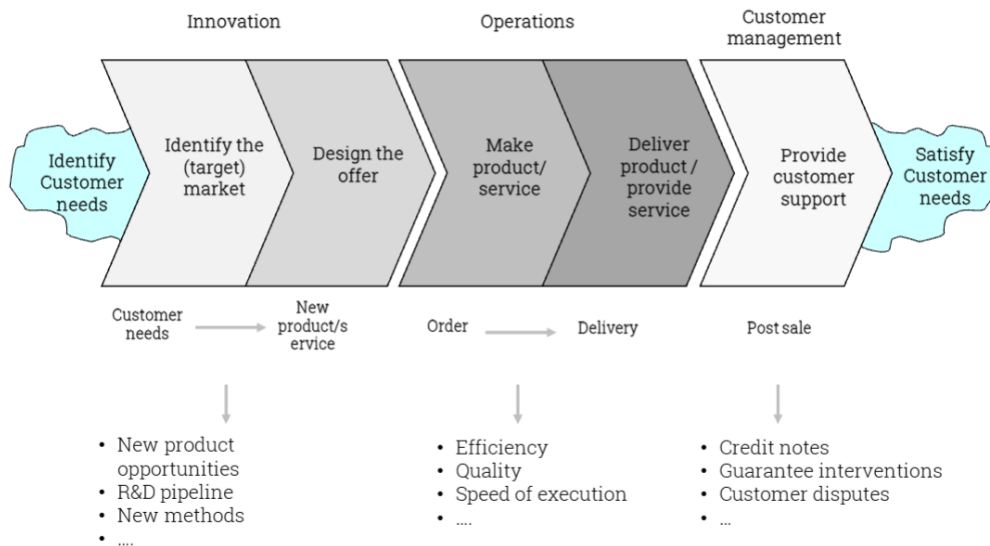 Innovation
Operations
Customer
management
Identify
Customer
needs
Identify the
(target)
market
Design the
offer
Make
product/
service
Deliver
product /
provide
service
Provide
customer
support
Satisfy
Customer
needs
Customer
needs
New
product/s
ervice
Order
Delivery
Post sale
• New product
opportunities
• R&D pipeline
• New methods
• ....
• Efficiency
• Quality
• Speed of execution
• ....
• Credit notes
• Guarantee interventions
• Customer disputes
• ...